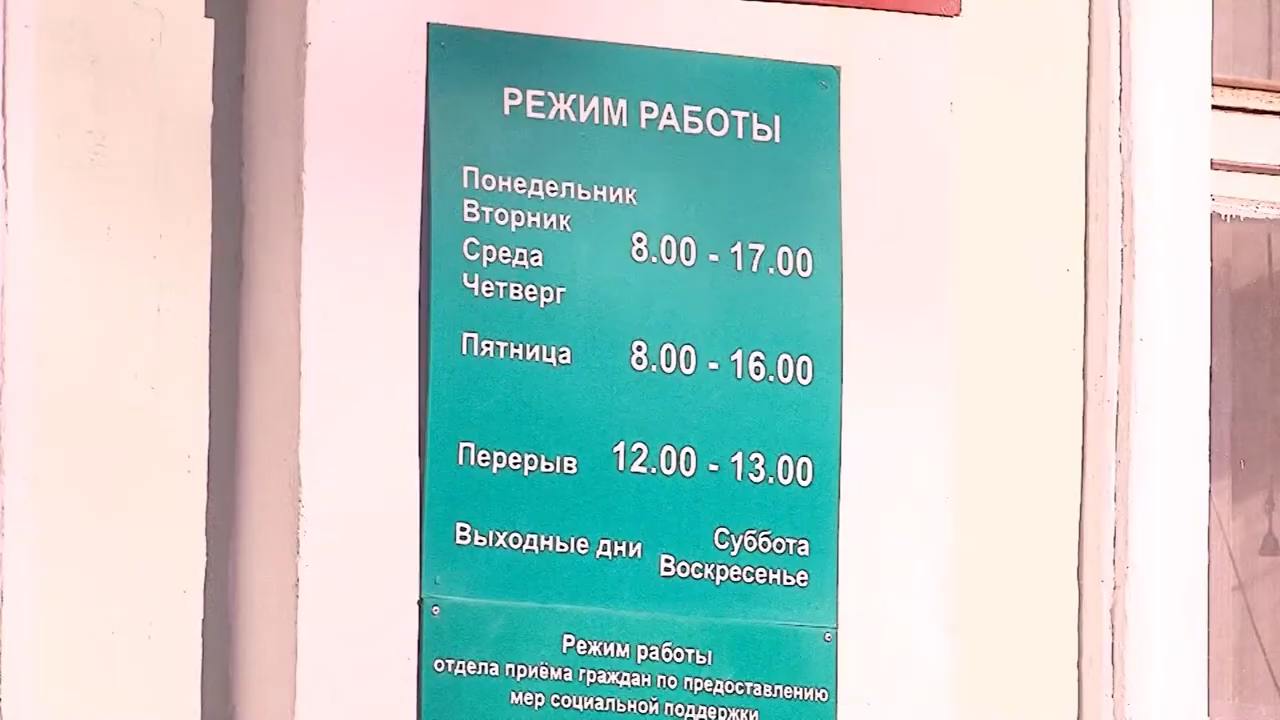 РЕЖИМ РАБОТЫ
Понедельник
Вторник
Среда
Четверг
8.00 - 17.00
Пятница 8.00 - 16.00
Перерыв 12.00 - 13.00
Выходные дни Суббота
Воскресенье
Режим работы
отдела приёма граждан по предоставлению
мер социальной поддержки